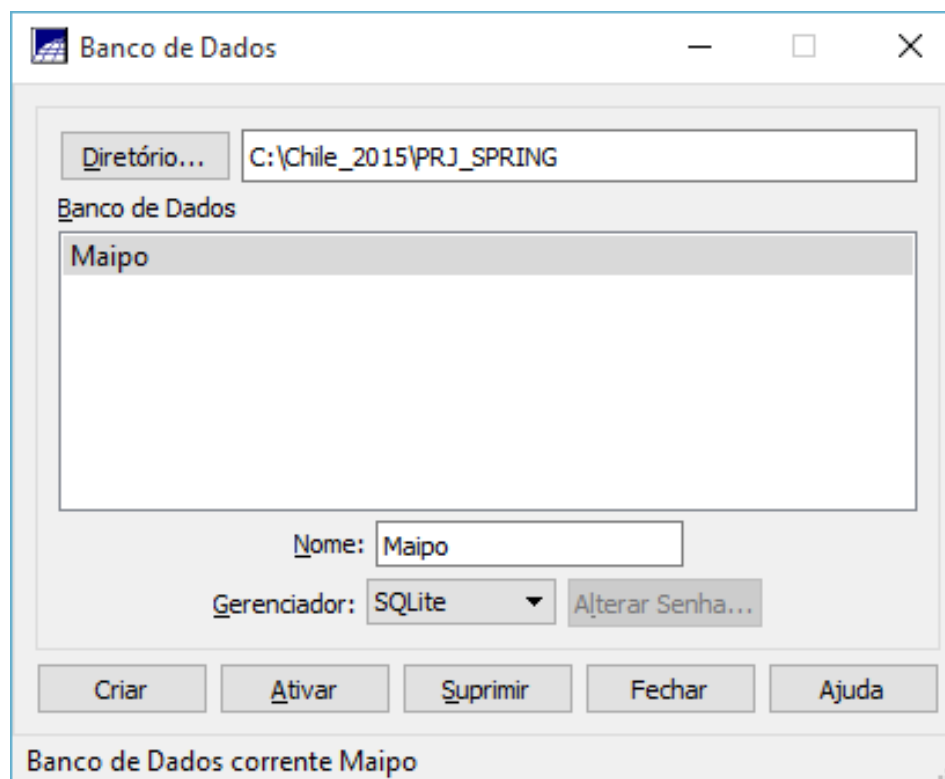 Banco de Dados
Diretório... C:\Chile_2015\PRJ_SPRING
Banco de Dados
Maipo
Nome: Maipo
Gerenciador: SQLite Alterar Senha...
Criar Ativar Suprimir Fechar Ajuda
Banco de Dados corrente Maipo